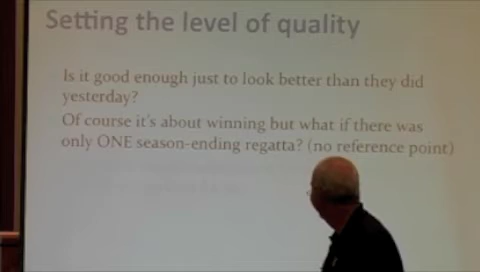 Setting the level of quality
Is it good enough just to look better than they did
yesterday?
Of course it's about winning but what if there was
only ONE season-ending regatta? (no reference point)